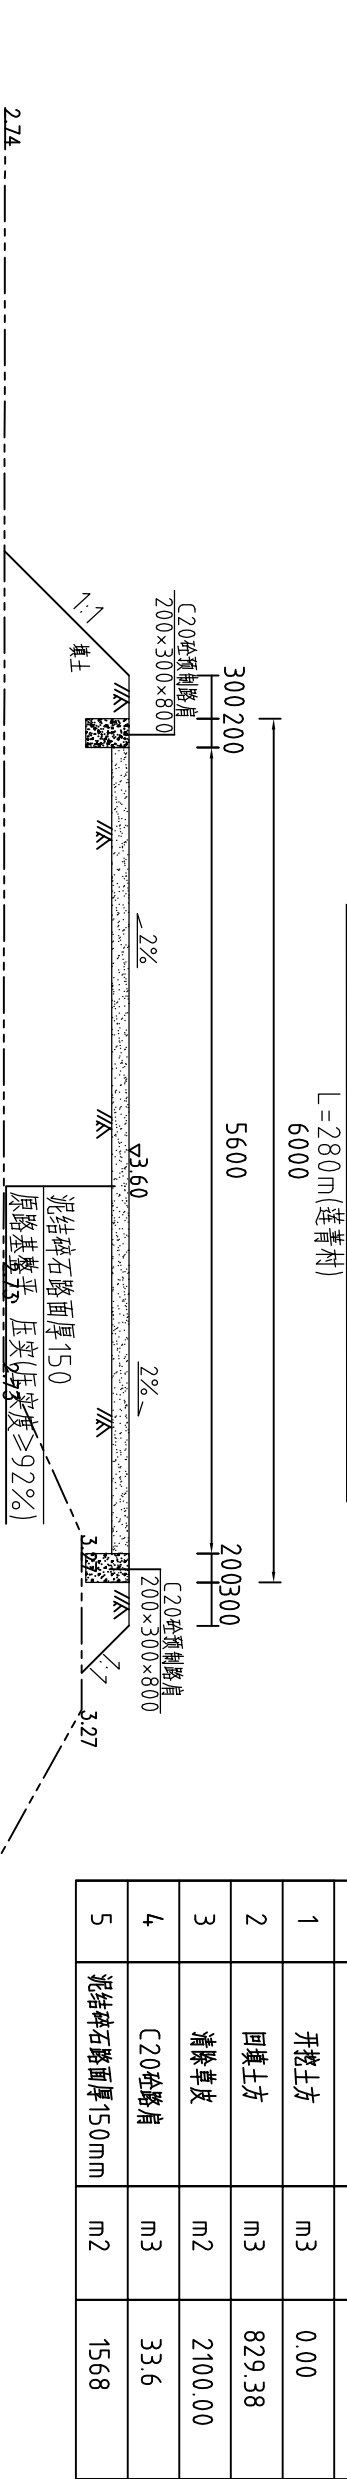 L=280m(莲青村)
6000
300 200
5600
200 300
C20砼预制路肩
200×300×800
C20砼预制路肩
200×300×800
2%
3.60
2%
1:1
填土
1:1
2.74
3.27
3.27
2.73
2.73
泥结碎石路面厚150
原路基整平 压实(压实度≥92%)
1 开挖土方 m3 0.00
2 回填土方 m3 829.38
3 清除草皮 m2 2100.00
4 C20砼路肩 m3 33.6
5 泥结碎石路面厚150mm m2 1568